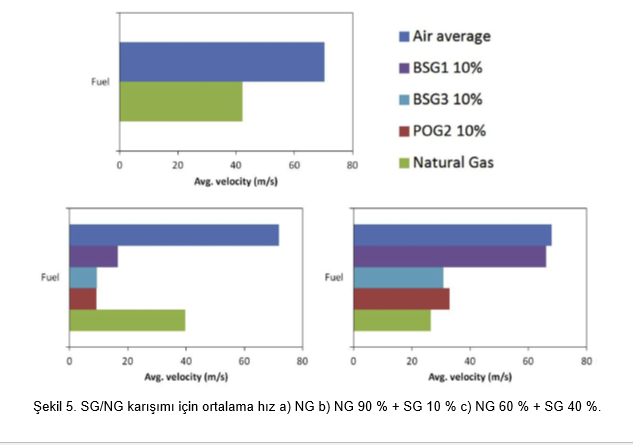 Fuel
0 20 40 60 80
Avg. velocity (m/s)
Air average
BSG1 10%
BSG3 10%
POG2 10%
Natural Gas
Fuel
0 20 40 60 80
Avg. velocity (m/s)
Fuel
0 20 40 60 80
Avg. velocity (m/s)
Şekil 5. SG/NG karışımı için ortalama hız a) NG b) NG 90 % + SG 10 % c) NG 60 % + SG 40 %.